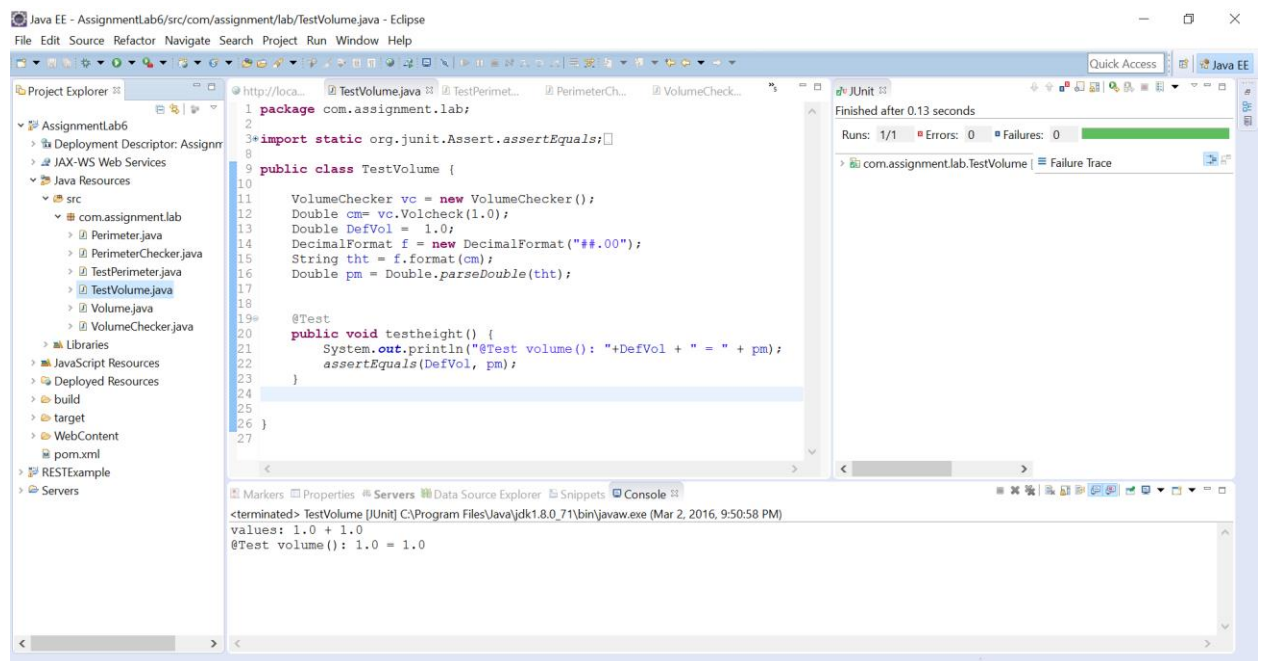 Java EE - AssignmentLab6/src/com/assignment/lab/TestVolume.java - Eclipse
File Edit Source Refactor Navigate Search Project Run Window Help
Quick Access
Java EE
Project Explorer
AssignmentLab6
Deployment Descriptor: Assignm
JAX-WS Web Services
Java Resources
src
com.assignment.lab
Perimeter.java
PerimeterChecker.java
TestPerimeter.java
TestVolume.java
Volume.java
VolumeChecker.java
Libraries
JavaScript Resources
Deployed Resources
build
target
WebContent
pom.xml
RESTExample
Servers
http://loca... TestVolume.java TestPerimet... PerimeterCh... VolumeCheck... 5
1 package com.assignment.lab;
2
3 import static org.junit.Assert.assertEquals;
8
9 public class TestVolume {
10
11 VolumeChecker vc = new VolumeChecker();
12 Double cm= vc.Volcheck(1.0);
13 Double DefVol =  1.0;
14 DecimalFormat f = new DecimalFormat("##.00");
15 String tht = f.format(cm);
16 Double pm = Double.parseDouble(tht);
17
18
19 @Test
20 public void testheight() {
21 System.out.println("@Test volume(): "+DefVol + " = " + pm);
22 assertEquals(DefVol, pm);
23 }
24
25
26 }
27
JUnit
Finished after 0.13 seconds
Runs: 1/1 Errors: 0 Failures: 0
com.assignment.lab.TestVolume [ Failure Trace
Markers Properties Servers Data Source Explorer Snippets Console
<terminated> TestVolume [JUnit] C:\Program Files\Java\jdk1.8.0_71\bin\javaw.exe (Mar 2, 2016, 9:50:58 PM)
values: 1.0 + 1.0
@Test volume(): 1.0 = 1.0